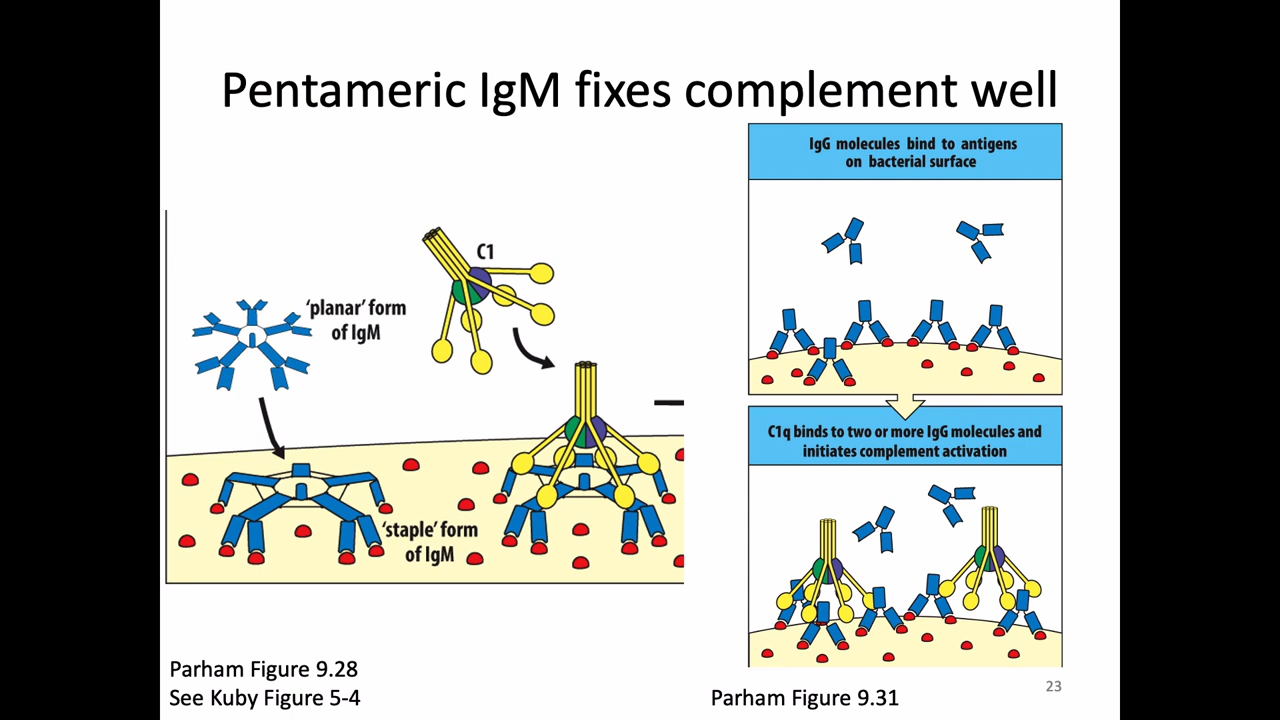 Pentameric IgM fixes complement well
C1
'planar' form
of IgM
'staple' form
of IgM
Parham Figure 9.28
See Kuby Figure 5-4
IgG molecules bind to antigens
on bacterial surface
C1q binds to two or more IgG molecules and
initiates complement activation
Parham Figure 9.31
23